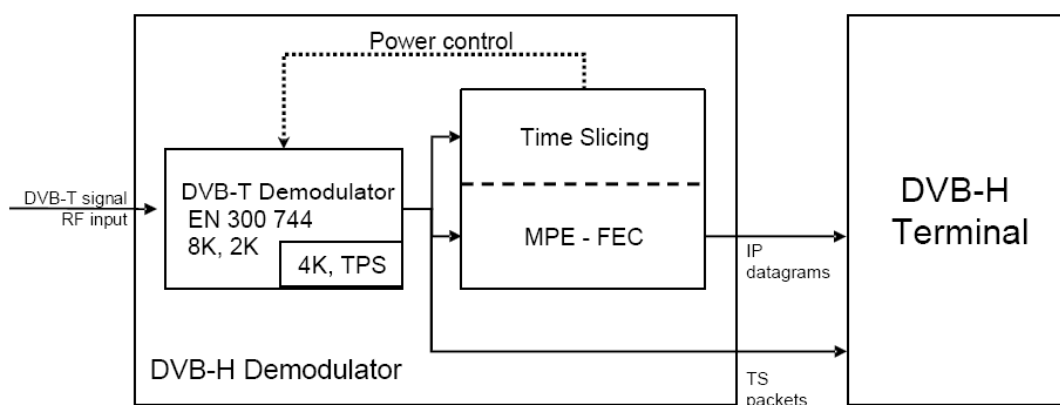 Power control
Time Slicing
DVB-T signal
RF input
DVB-T Demodulator
EN 300 744
8K, 2K
4K, TPS
MPE - FEC
IP
datagrams
DVB-H
Terminal
DVB-H Demodulator
TS
packets